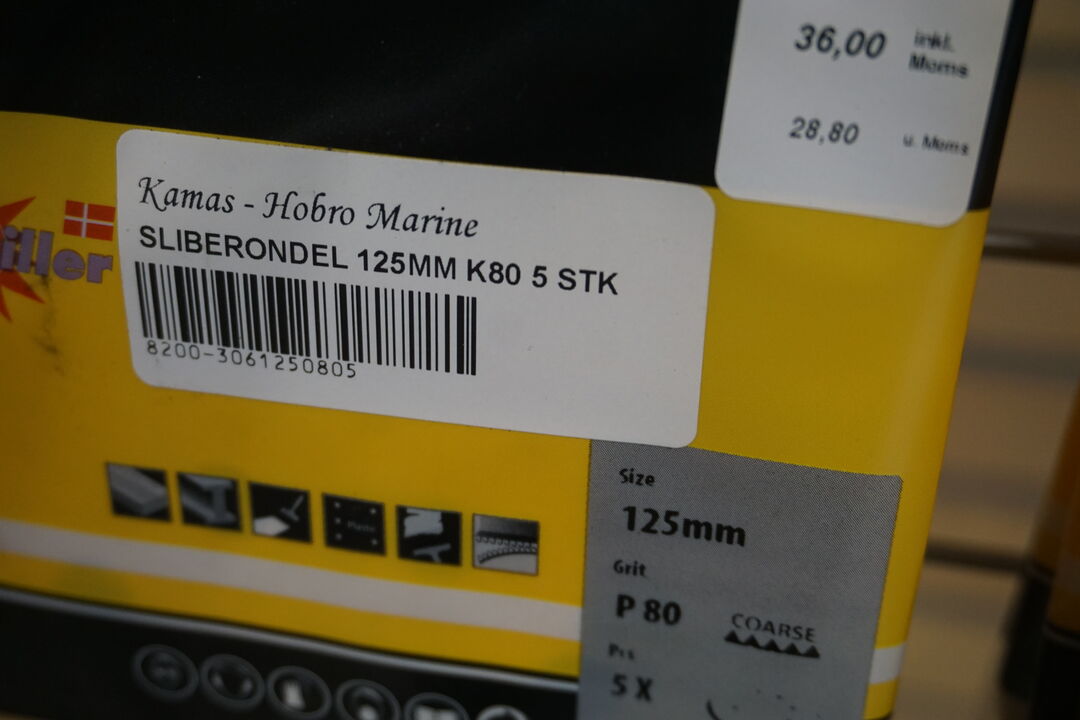 36,00 inkl. Moms
28,80 u. Moms
Kamas - Hobro Marine
SLIBERONDEL 125MM K80 5 STK
8200-3061250805
iller
Size
125mm
Grit
P 80 COARSE
Pcs
5 X